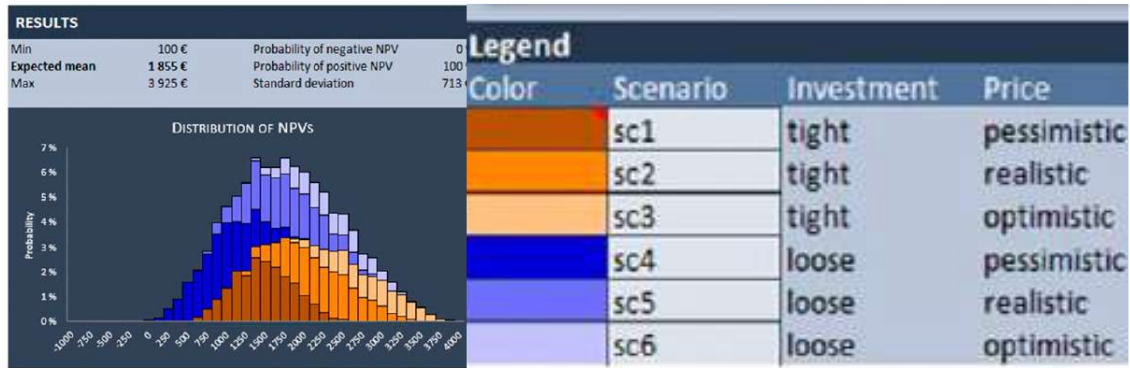 RESULTS
Min 100 € Probability of negative NPV 0
Expected mean 1 855 € Probability of positive NPV 100
Max 3 925 € Standard deviation 713
DISTRIBUTION OF NPVS
Probability
7 %
6 %
5 %
4 %
3 %
2 %
1 %
0 %
-1000 -750 -500 -250 0 250 500 750 1000 1250 1500 1750 2000 2250 2500 2750 3000 3250 3500 3750 4000
Legend
Color Scenario Investment Price
sc1 tight pessimistic
sc2 tight realistic
sc3 tight optimistic
sc4 loose pessimistic
sc5 loose realistic
sc6 loose optimistic